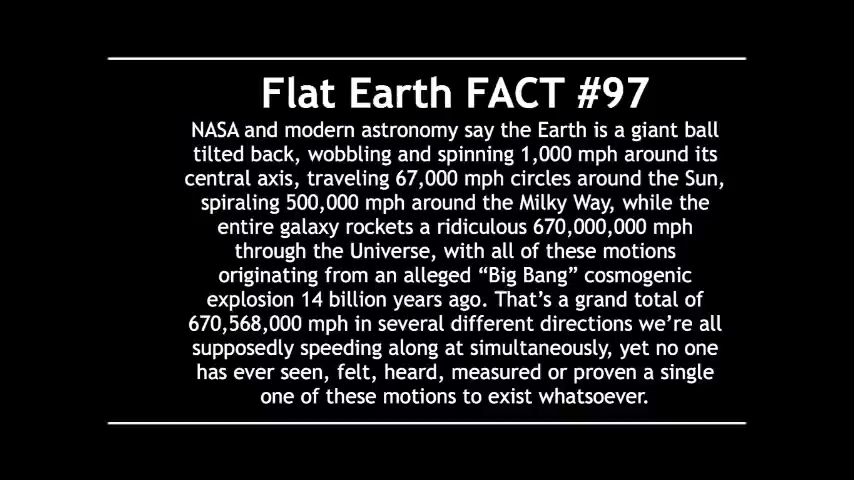 Flat Earth FACT #97
NASA and modern astronomy say the Earth is a giant ball
tilted back, wobbling and spinning 1,000 mph around its
central axis, traveling 67,000 mph circles around the Sun,
spiraling 500,000 mph around the Milky Way, while the
entire galaxy rockets a ridiculous 670,000,000 mph
through the Universe, with all of these motions
originating from an alleged “Big Bang” cosmogenic
explosion 14 billion years ago. That’s a grand total of
670,568,000 mph in several different directions we’re all
supposedly speeding along at simultaneously, yet no one
has ever seen, felt, heard, measured or proven a single
one of these motions to exist whatsoever.